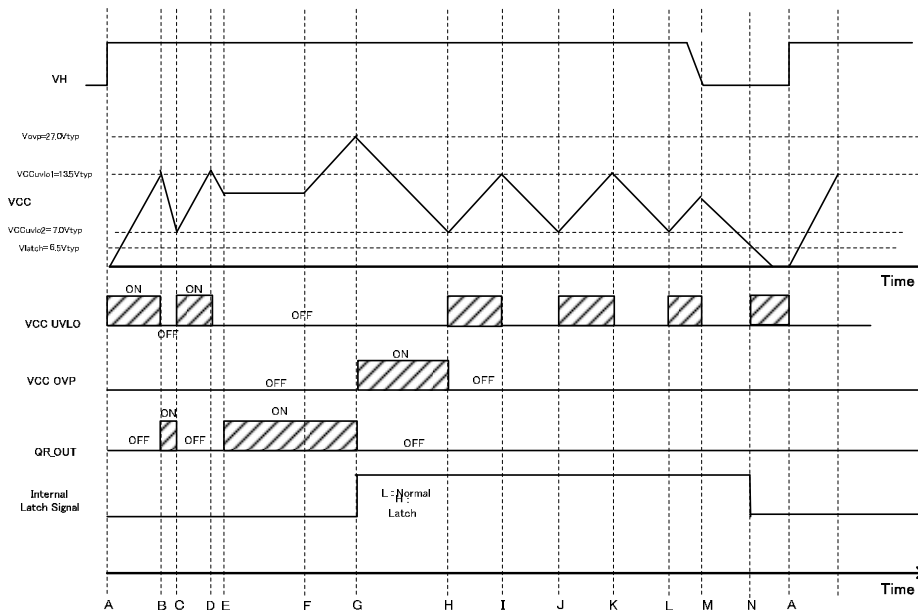 VH
Vovp=27.0Vtyp
VCCuvlo1=13.5Vtyp
VCC
VCCuvlo2=7.0Vtyp
Vlatch=6.5Vtyp
Time
ON
ON
VCC UVLO
OFF
OFF
ON
VCC OVP
OFF
OFF
ON
ON
OFF
OFF
OFF
QR_OUT
Internal
Latch Signal
L : Normal
H :
Latch
Time
A B C D E F G H I J K L M N A